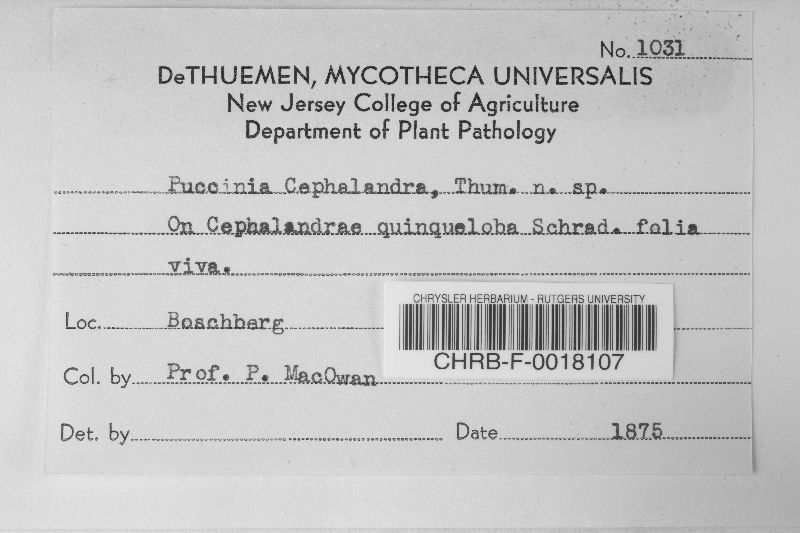 No. 1031
DeTHUEMEN, MYCOTHECA UNIVERSALIS
New Jersey College of Agriculture
Department of Plant Pathology
Puccinia Cephalandra, Thum. n. sp.
On Cephalandrae quinqueloba Schrad. folia
viva.
Loc. Boschberg
CHRYSLER HERBARIUM - RUTGERS UNIVERSITY
CHRB-F-0018107
Col. by Prof. P. MacOwan
Det. by Date 1875